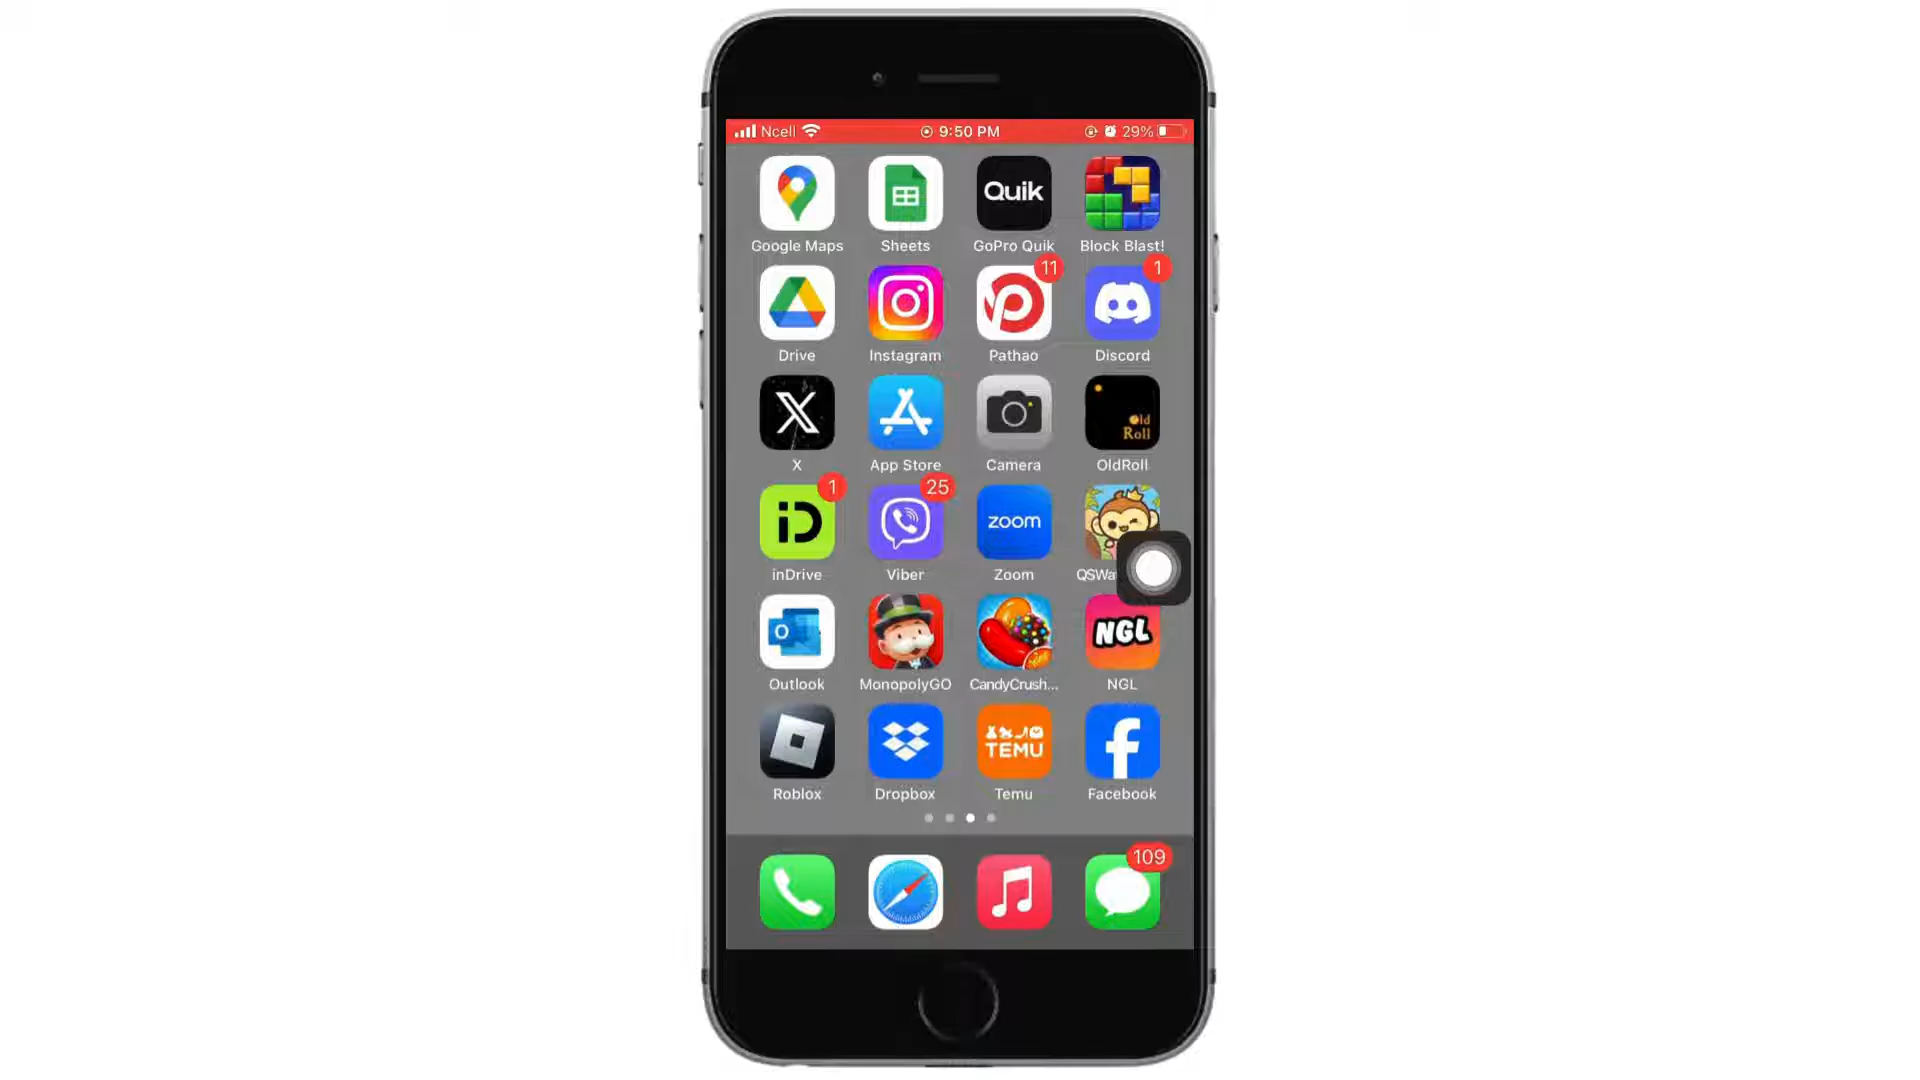 Ncell 9:50 PM 29%
Quik
Google Maps Sheets GoPro Quik Block Blast!
11 1
Drive Instagram Pathao Discord
Old
Roll
X App Store Camera OldRoll
1 25
iD zoom
inDrive Viber Zoom QSWa
O NGL
Outlook MonopolyGO CandyCrush... NGL
TEMU
Roblox Dropbox Temu Facebook
109